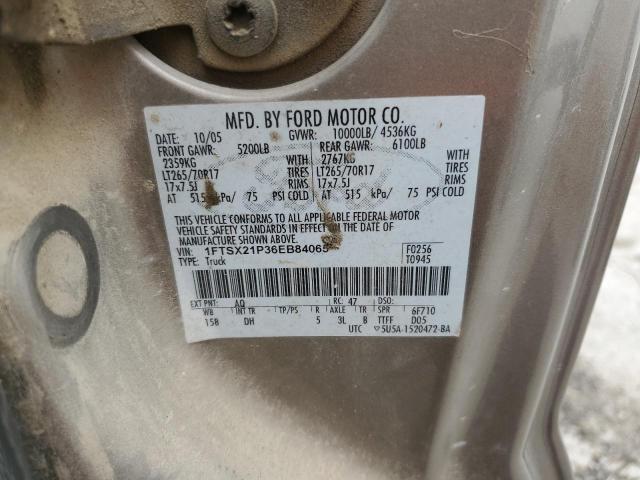 MFD. BY FORD MOTOR CO.
DATE: 10/05 GVWR: 10000LB/ 4536KG
FRONT GAWR: 5200LB REAR GAWR: 6100LB
2359KG WITH 2767KG WITH
LT265/70R17 TIRES LT265/70R17 TIRES
17x7.5J RIMS 17x7.5J RIMS
AT 515 kPa/ 75 PSI COLD AT 515 kPa/ 75 PSI COLD
THIS VEHICLE CONFORMS TO ALL APPLICABLE FEDERAL MOTOR
VEHICLE SAFETY STANDARDS IN EFFECT ON THE DATE OF
MANUFACTURE SHOWN ABOVE.
VIN: 1FTSX21P36EB84065 F0256
TYPE: Truck T0945
EXT PNT: AQ RC: 47 DSO:
WB INT TR TP/PS R AXLE TR SPR 6F710
158 DH 5 3L B TTFF D05
UTC 5U5A-1520472-BA